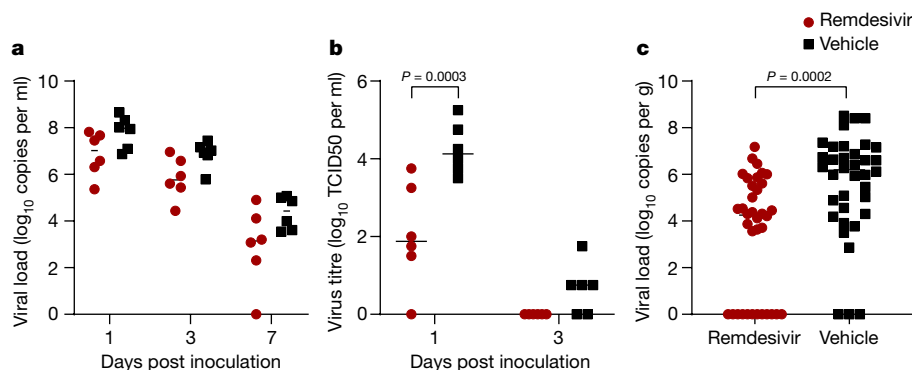 Remdesivir
Vehicle
a
Viral load (log10 copies per ml)
10
8
6
4
2
0
1 3 7
Days post inoculation
b
Virus titre (log10 TCID50 per ml)
6
4
2
0
P = 0.0003
1 3
Days post inoculation
c
Viral load (log10 copies per g)
10
8
6
4
2
0
P = 0.0002
Remdesivir Vehicle